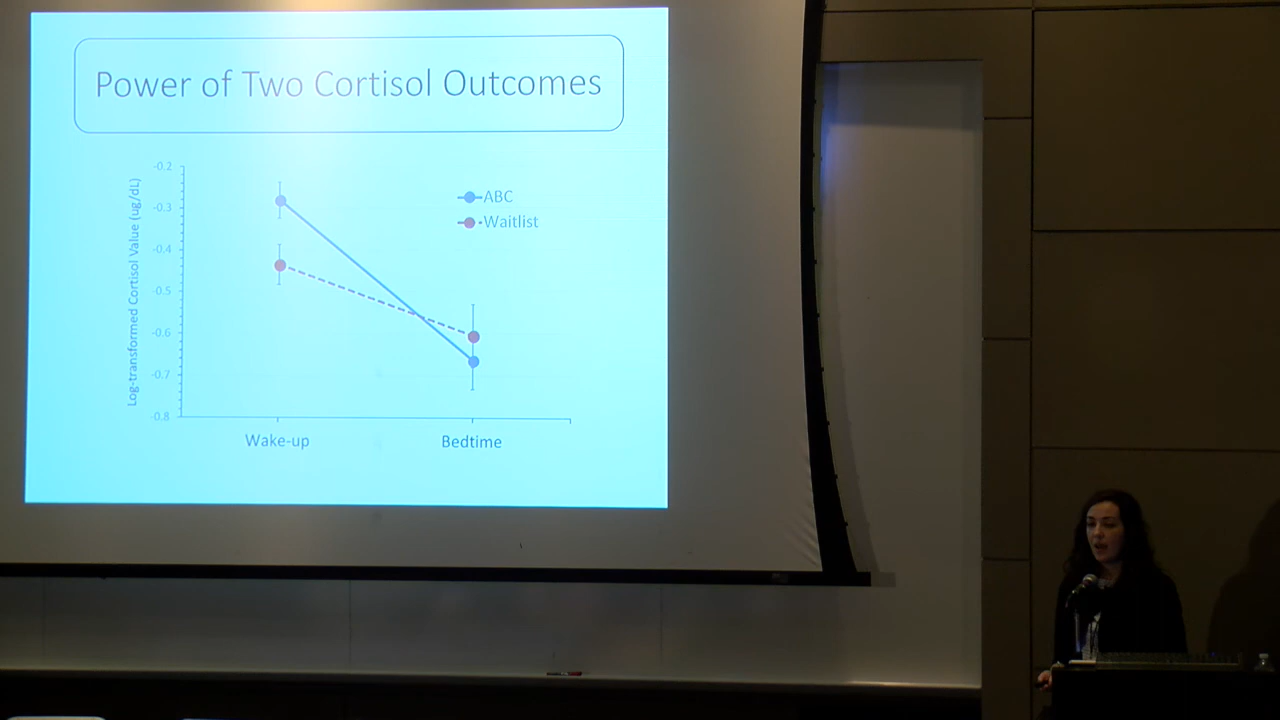 Power of Two Cortisol Outcomes
-0.2
-0.3
-0.4
-0.5
-0.6
-0.7
-0.8
Log-transformed Cortisol Value (ug/dL)
ABC
Waitlist
Wake-up
Bedtime